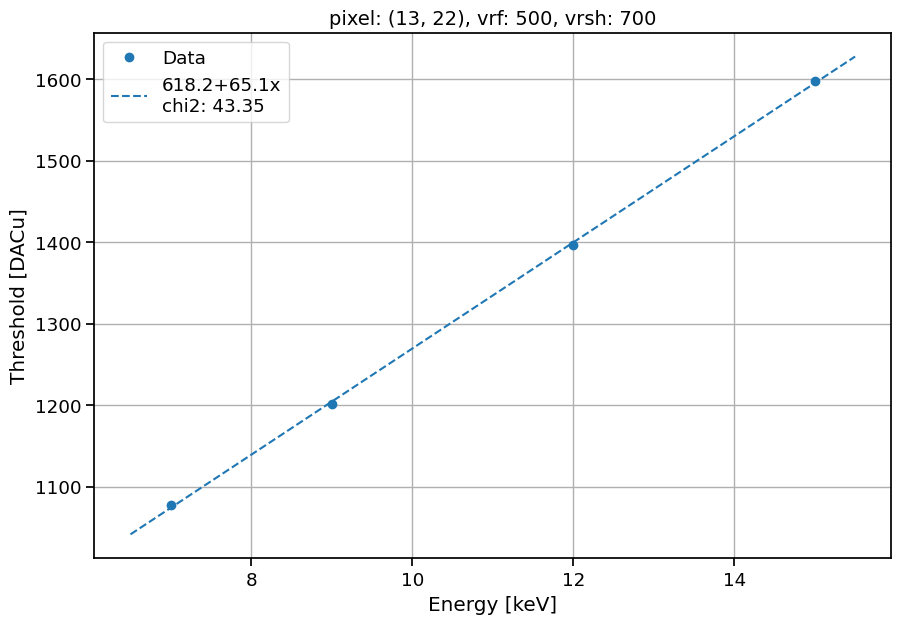 pixel: (13, 22), vrf: 500, vrsh: 700
Data
618.2+65.1x
chi2: 43.35
1600
1500
1400
1300
1200
1100
Threshold [DACu]
8
10
12
14
Energy [keV]